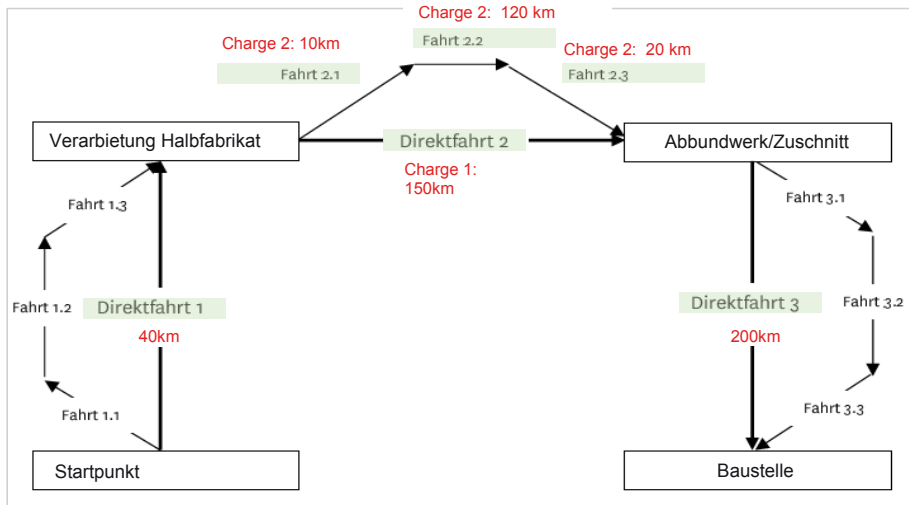 Charge 2: 120 km
Charge 2: 10km
Fahrt 2.2
Charge 2: 20 km
Fahrt 2.1
Fahrt 2.3
Verarbietung Halbfabrikat
Direktfahrt 2
Abbundwerk/Zuschnitt
Charge 1:
150km
Fahrt 1.3
Fahrt 3.1
Fahrt 1.2
Direktfahrt 1
Direktfahrt 3
Fahrt 3.2
40km
200km
Fahrt 1.1
Fahrt 3.3
Startpunkt
Baustelle